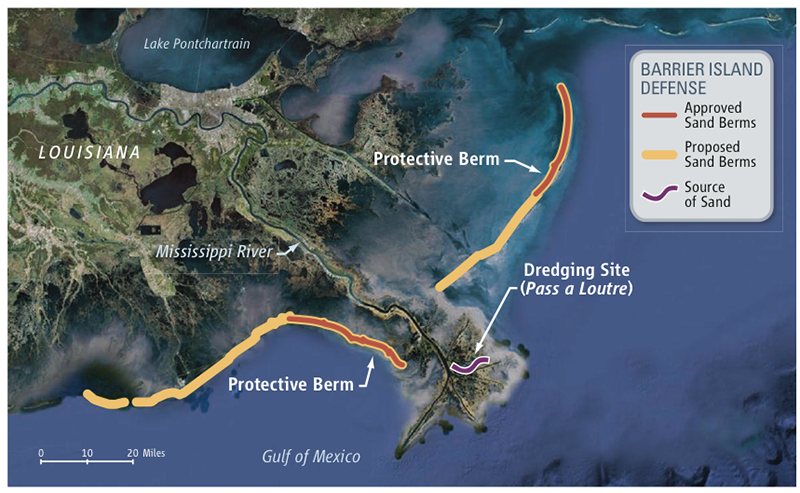 Lake Pontchartrain
BARRIER ISLAND
DEFENSE
Approved
Sand Berms
Proposed
Sand Berms
Source
of Sand
LOUISIANA
Protective Berm
Mississippi River
Dredging Site
(Pass a Loutre)
Protective Berm
0 10 20 Miles
Gulf of Mexico